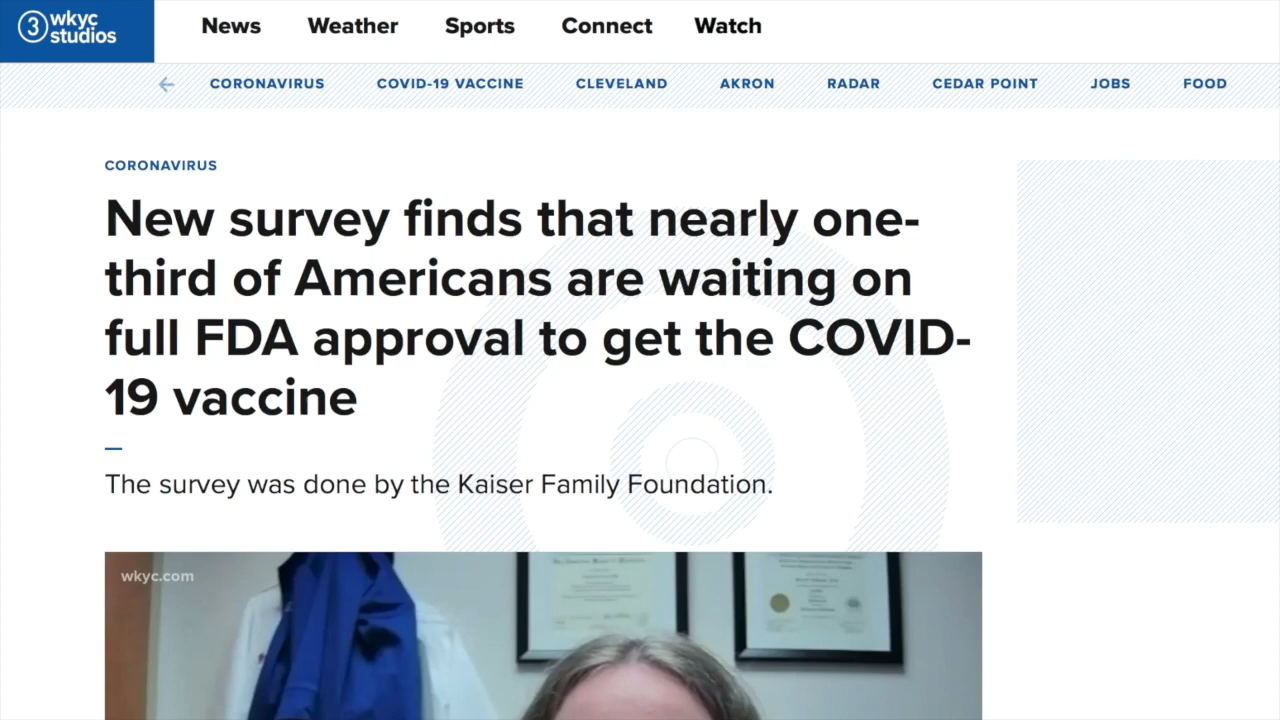 3 wkyc
studios
News Weather Sports Connect Watch
CORONAVIRUS COVID-19 VACCINE CLEVELAND AKRON RADAR CEDAR POINT JOBS FOOD
CORONAVIRUS
New survey finds that nearly one-
third of Americans are waiting on
full FDA approval to get the COVID-
19 vaccine
The survey was done by the Kaiser Family Foundation.
wkyc.com